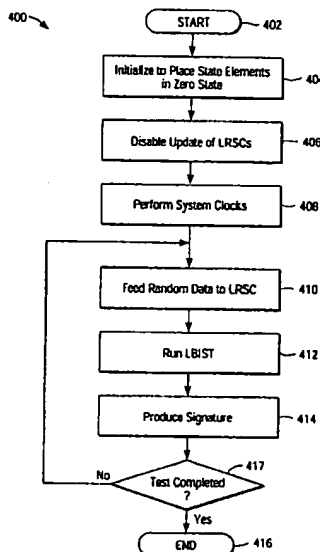 400
START
402
Initialize to Place State Elements
in Zero State
404
Disable Update of LRSCs
406
Perform System Clocks
408
Feed Random Data to LRSC
410
Run LBIST
412
Produce Signature
414
417
No
Test Completed
?
Yes
END
416